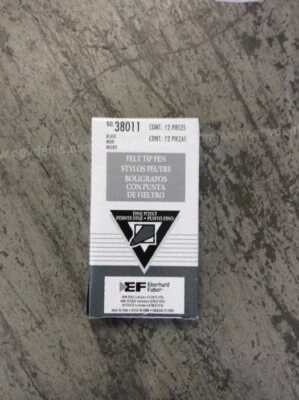 NO. 38011
CONT. 12 PIECES
BLACK
NOIR
NEGRO
CONT. 12 PIEZAS
FELT TIP PEN
STYLOS FEUTRE
BOLIGRAFOS
CON PUNTA
DE FIELTRO
FINE POINT
POINTE FINE • PUNTO FINO
EF Eberhard
Faber